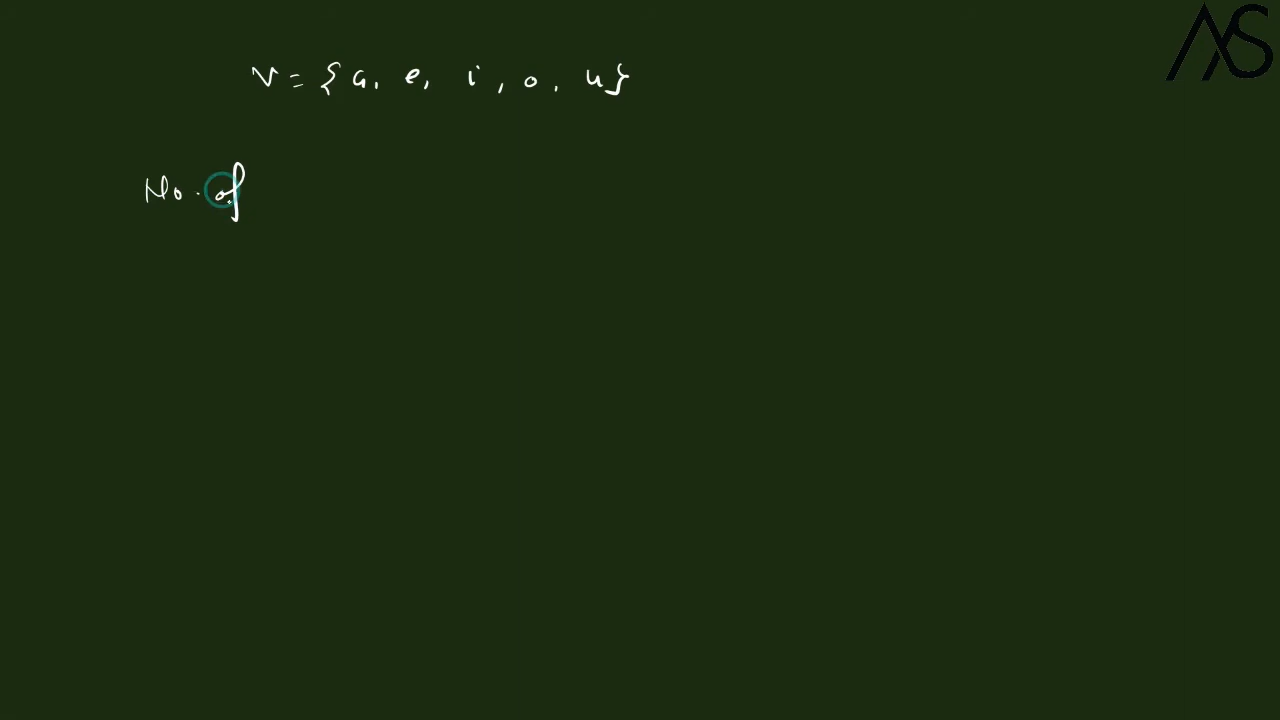 V = {a, e, i, o, u}
No. of